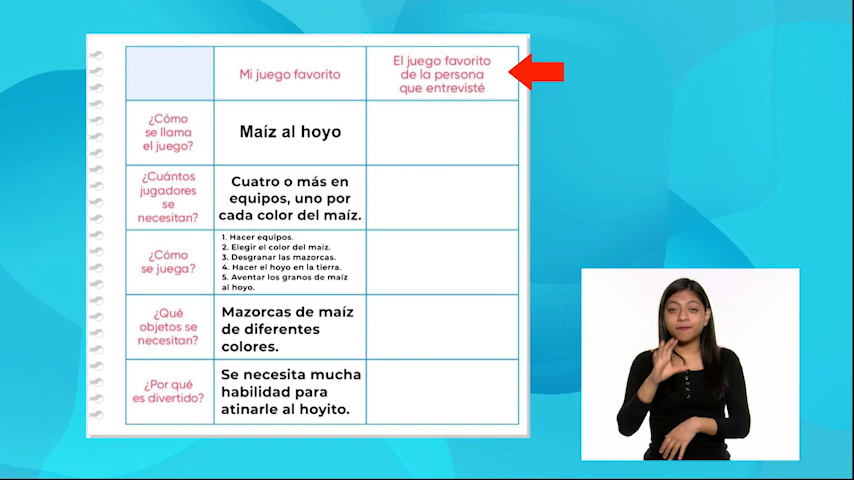 Mi juego favorito
El juego favorito
de la persona
que entrevisté
¿Cómo
se llama
el juego?
Maíz al hoyo
¿Cuántos
jugadores
se
necesitan?
Cuatro o más en
equipos, uno por
cada color del maíz.
¿Cómo
se juega?
1. Hacer equipos.
2. Elegir el color del maíz.
3. Desgranar las mazorcas.
4. Hacer el hoyo en la tierra.
5. Aventar los granos de maíz
al hoyo.
¿Qué
objetos se
necesitan?
Mazorcas de maíz
de diferentes
colores.
¿Por qué
es divertido?
Se necesita mucha
habilidad para
atinarle al hoyito.